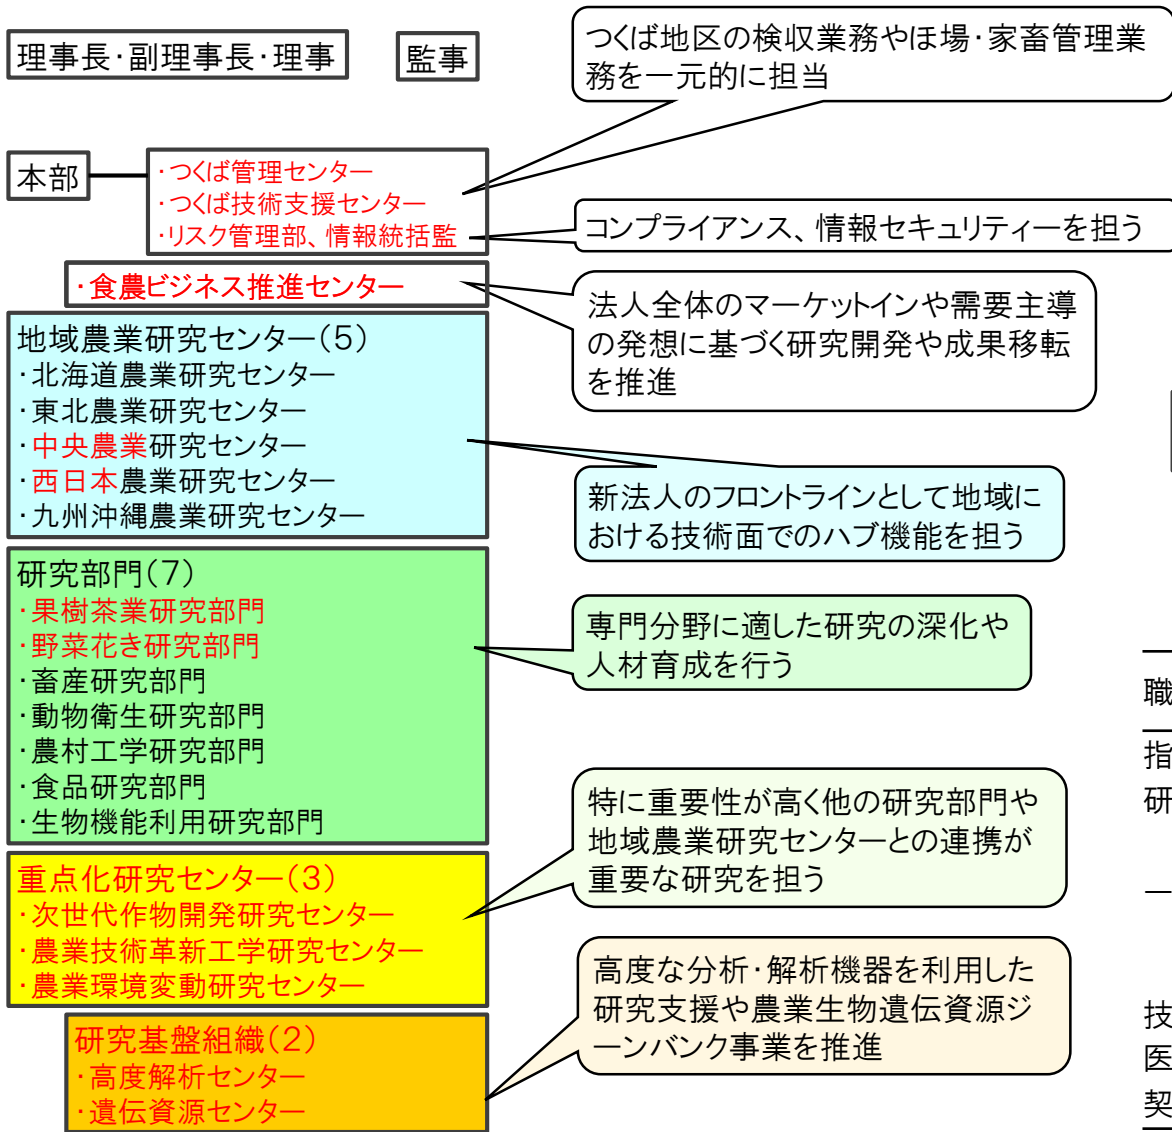 理事長・副理事長・理事
監事
つくば地区の検収業務やほ場・家畜管理業
務を一元的に担当
本部
・つくば管理センター
・つくば技術支援センター
・リスク管理部、情報統括監
コンプライアンス、情報セキュリティーを担う
・食農ビジネス推進センター
法人全体のマーケットインや需要主導
の発想に基づく研究開発や成果移転
を推進
地域農業研究センター(5)
・北海道農業研究センター
・東北農業研究センター
・中央農業研究センター
・西日本農業研究センター
・九州沖縄農業研究センター
新法人のフロントラインとして地域に
おける技術面でのハブ機能を担う
研究部門(7)
・果樹茶業研究部門
・野菜花き研究部門
・畜産研究部門
・動物衛生研究部門
・農村工学研究部門
・食品研究部門
・生物機能利用研究部門
専門分野に適した研究の深化や
人材育成を行う
重点化研究センター(3)
・次世代作物開発研究センター
・農業技術革新工学研究センター
・農業環境変動研究センター
特に重要性が高く他の研究部門や
地域農業研究センターとの連携が
重要な研究を担う
研究基盤組織(2)
・高度解析センター
・遺伝資源センター
高度な分析・解析機器を利用した
研究支援や農業生物遺伝資源ジ
ーンバンク事業を推進
職
指
研
一
技
医
契